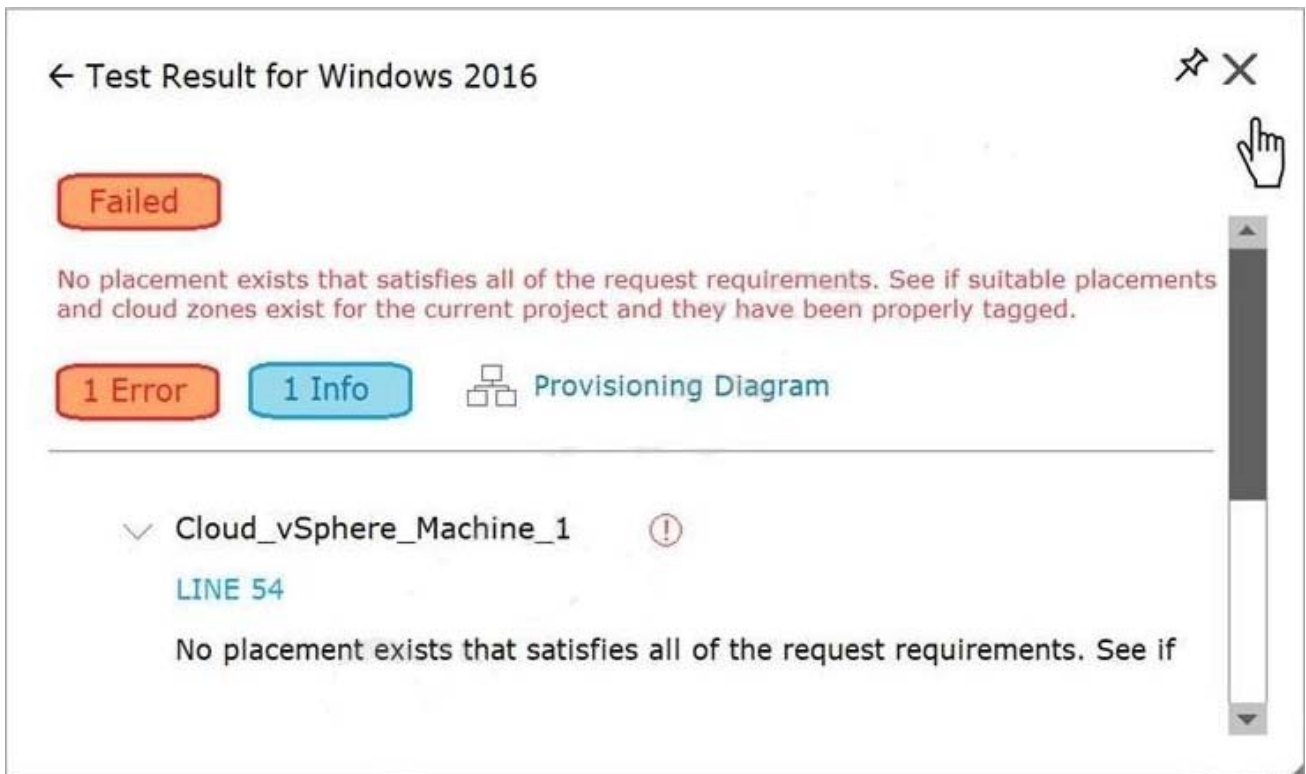 ← Test Result for Windows 2016
Failed
No placement exists that satisfies all of the request requirements. See if suitable placements
and cloud zones exist for the current project and they have been properly tagged.
1 Error 1 Info Provisioning Diagram
Cloud_vSphere_Machine_1
LINE 54
No placement exists that satisfies all of the request requirements. See if